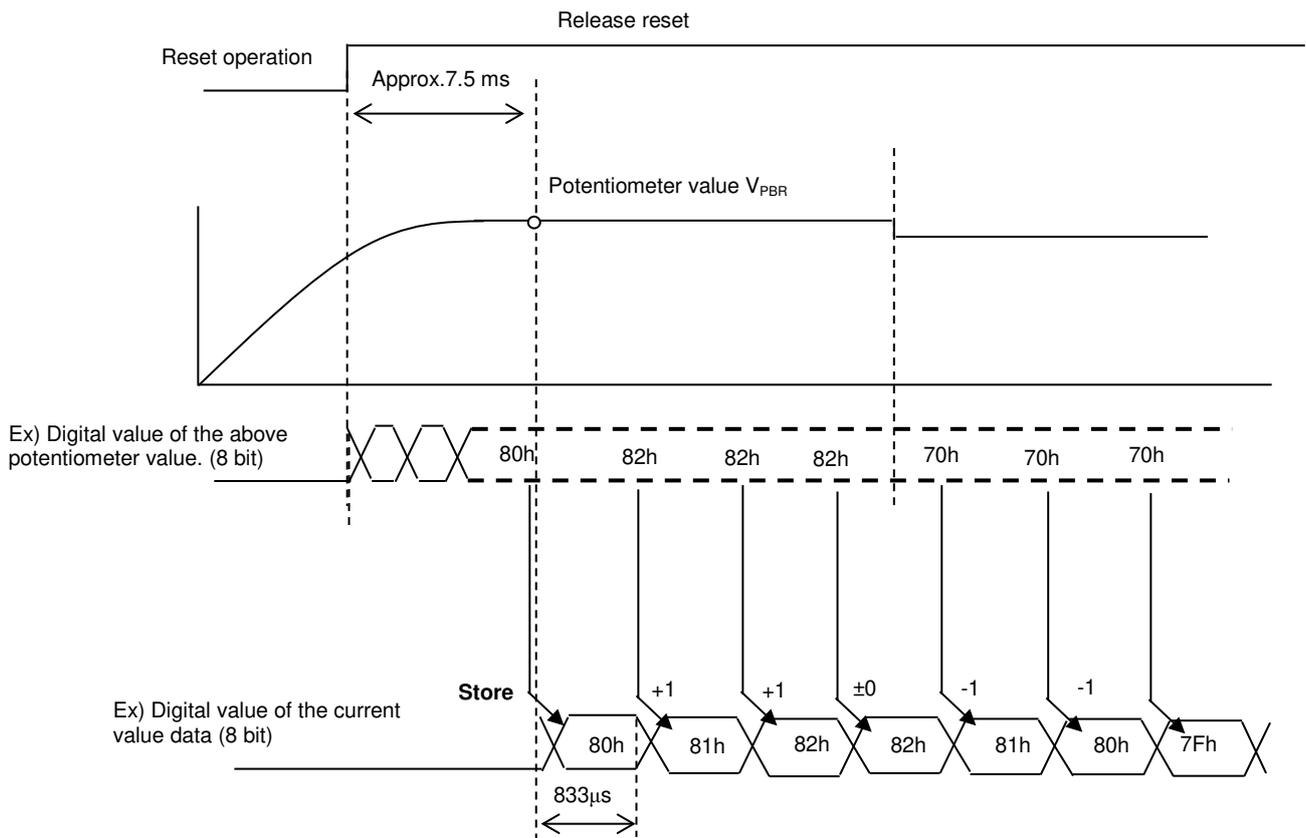 Release reset
Reset operation
Approx.7.5 ms
Potentiometer value VPBR
Ex) Digital value of the above
potentiometer value. (8 bit)
80h 82h 82h 82h 70h 70h 70h
Store +1 +1 ±0 -1 -1
Ex) Digital value of the current
value data (8 bit)
80h 81h 82h 82h 81h 80h 7Fh
833µs